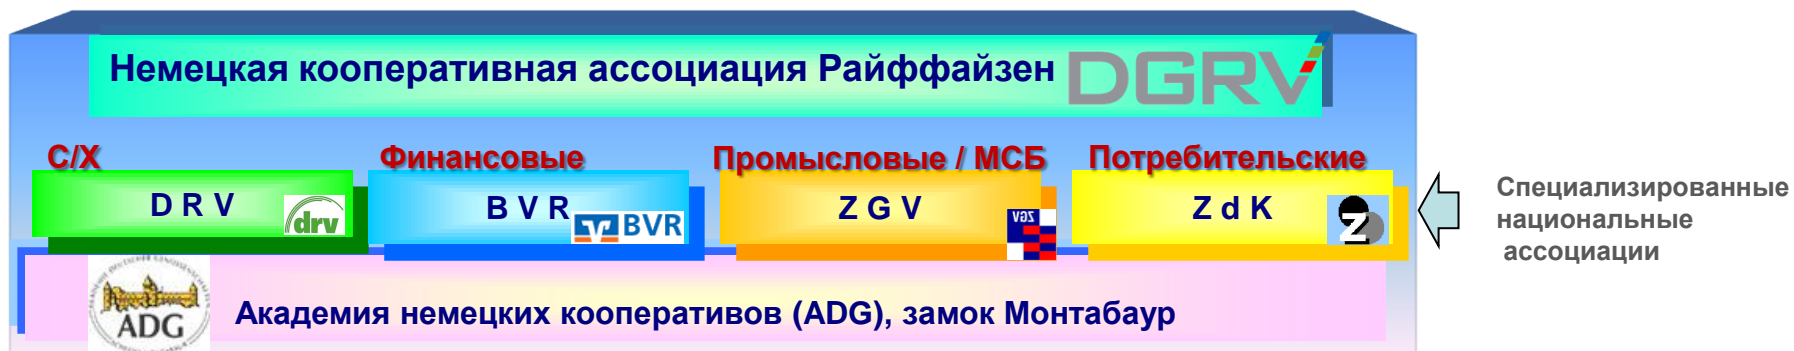 Немецкая кооперативная ассоциация Райффайзен DGRV
С/Х Финансовые Промысловые / МСБ Потребительские
D R V drv B V R BVR Z G V ZGV Z d K Z
Специализированные
национальные
ассоциации
ADG Академия немецких кооперативов (ADG), замок Монтабаур